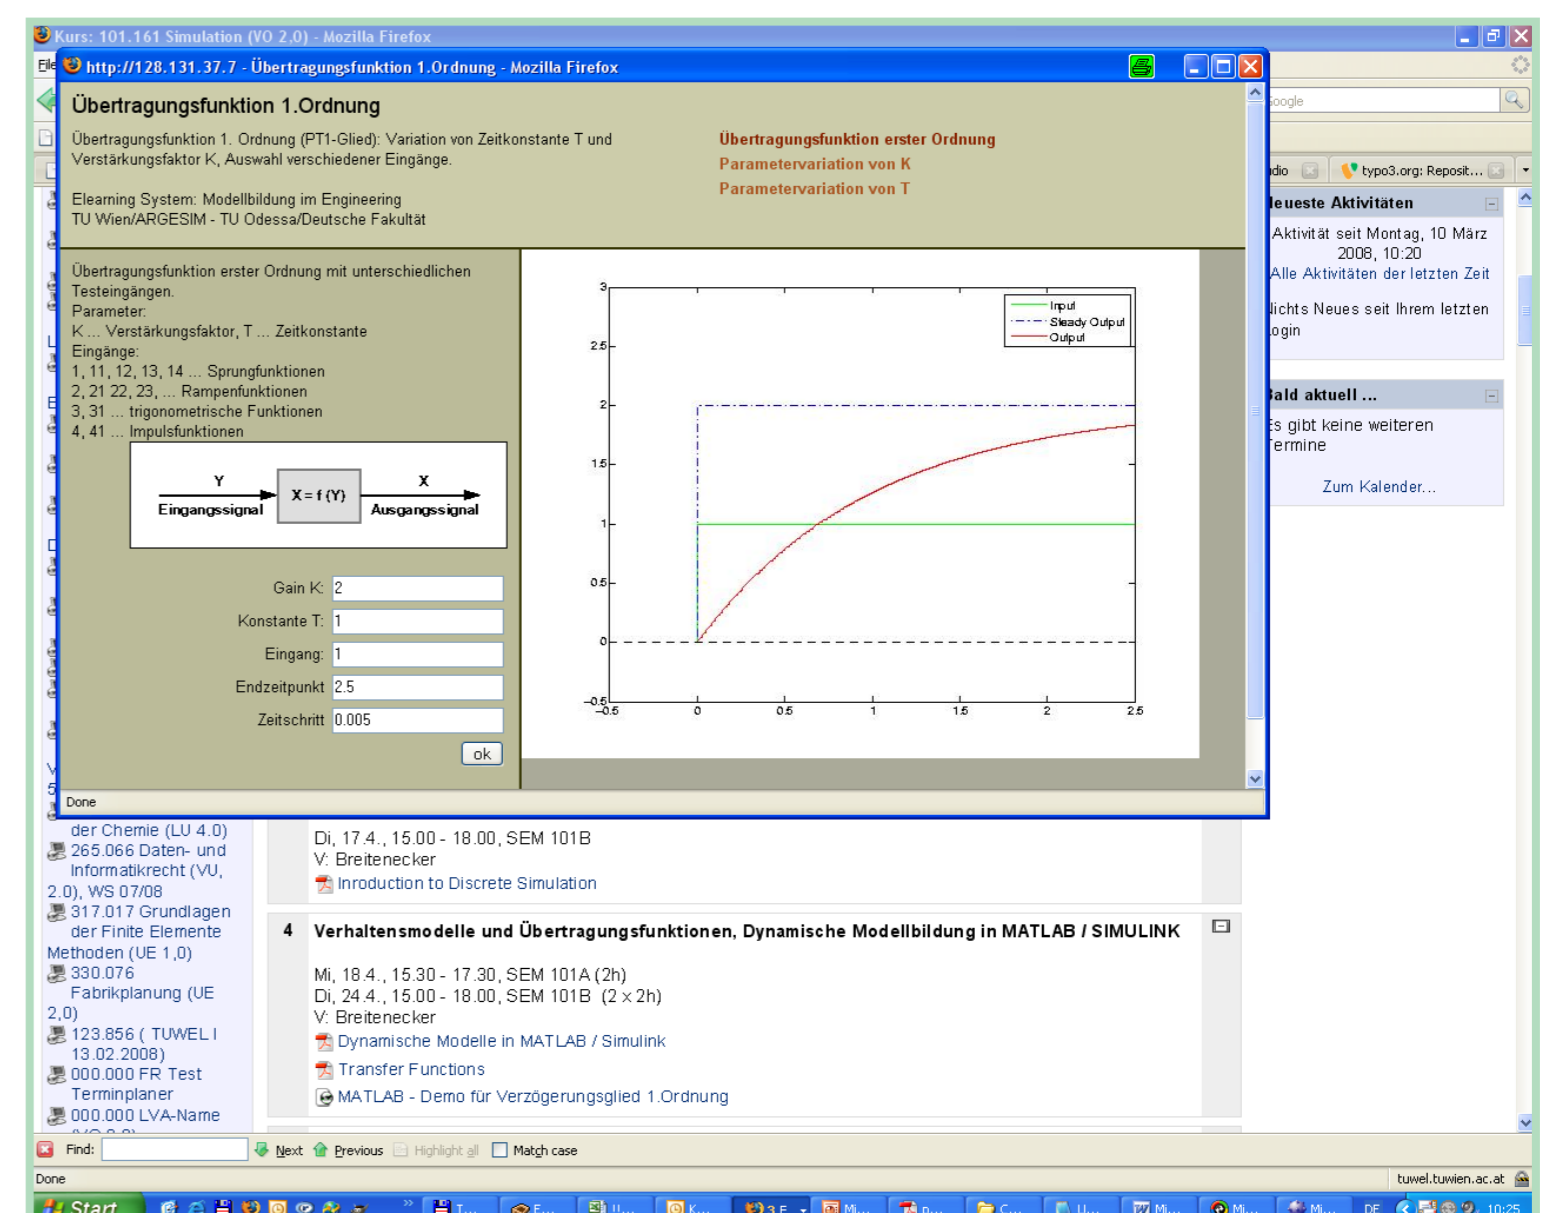 Kurs: 101.161 Simulation (VO 2,0) - Mozilla Firefox
http://128.131.37.7 - Übertragungsfunktion 1.Ordnung - Mozilla Firefox
Übertragungsfunktion 1.Ordnung
Übertragungsfunktion 1. Ordnung (PT1-Glied): Variation von Zeitkonstante T und
Verstärkungsfaktor K, Auswahl verschiedener Eingänge.
Elearning System: Modellbildung im Engineering
TU Wien/ARGESIM - TU Odessa/Deutsche Fakultät
Übertragungsfunktion erster Ordnung
Parametervariation von K
Parametervariation von T
Übertragungsfunktion erster Ordnung mit unterschiedlichen
Testeingängen.
Parameter:
K ... Verstärkungsfaktor, T ... Zeitkonstante
Eingänge:
1, 11, 12, 13, 14 ... Sprungfunktionen
2, 21 22, 23, ... Rampenfunktionen
3, 31 ... trigonometrische Funktionen
4, 41 ... Impulsfunktionen
Y
Eingangssignal
X = f (Y)
X
Ausgangssignal
Gain K: 2
Konstante T: 1
Eingang: 1
Endzeitpunkt 2.5
Zeitschritt 0.005
ok
Input
Steady Output
Output
3
2.5
2
1.5
1
0.5
0
-0.5
-0.5 0 0.5 1 1.5 2 2.5
Done
typo3.org: Reposit...
Aktivitäten
Aktivität seit Montag, 10 März
2008, 10:20
Alle Aktivitäten der letzten Zeit
Neues seit Ihrem letzten
aktuell ...
gibt keine weiteren
Zum Kalender...
der Chemie (LU 4.0)
265.066 Daten- und
Informatikrecht (VU,
2.0), WS 07/08
317.017 Grundlagen
der Finite Elemente
Methoden (UE 1,0)
330.076
Fabrikplanung (UE
2,0)
123.856 ( TUWEL I
13.02.2008)
000.000 FR Test
Terminplaner
000.000 LVA-Name
Di, 17.4., 15.00 - 18.00, SEM 101B
V: Breitenecker
Inroduction to Discrete Simulation
4 Verhaltensmodelle und Übertragungsfunktionen, Dynamische Modellbildung in MATLAB / SIMULINK
Mi, 18.4., 15.30 - 17.30, SEM 101A (2h)
Di, 24.4., 15.00 - 18.00, SEM 101B (2 x 2h)
V: Breitenecker
Dynamische Modelle in MATLAB / Simulink
Transfer Functions
MATLAB - Demo für Verzögerungsglied 1.Ordnung
Find: Next Previous Highlight all Match case
Done
tuwel.tuwien.ac.at
Start
DE
10:25